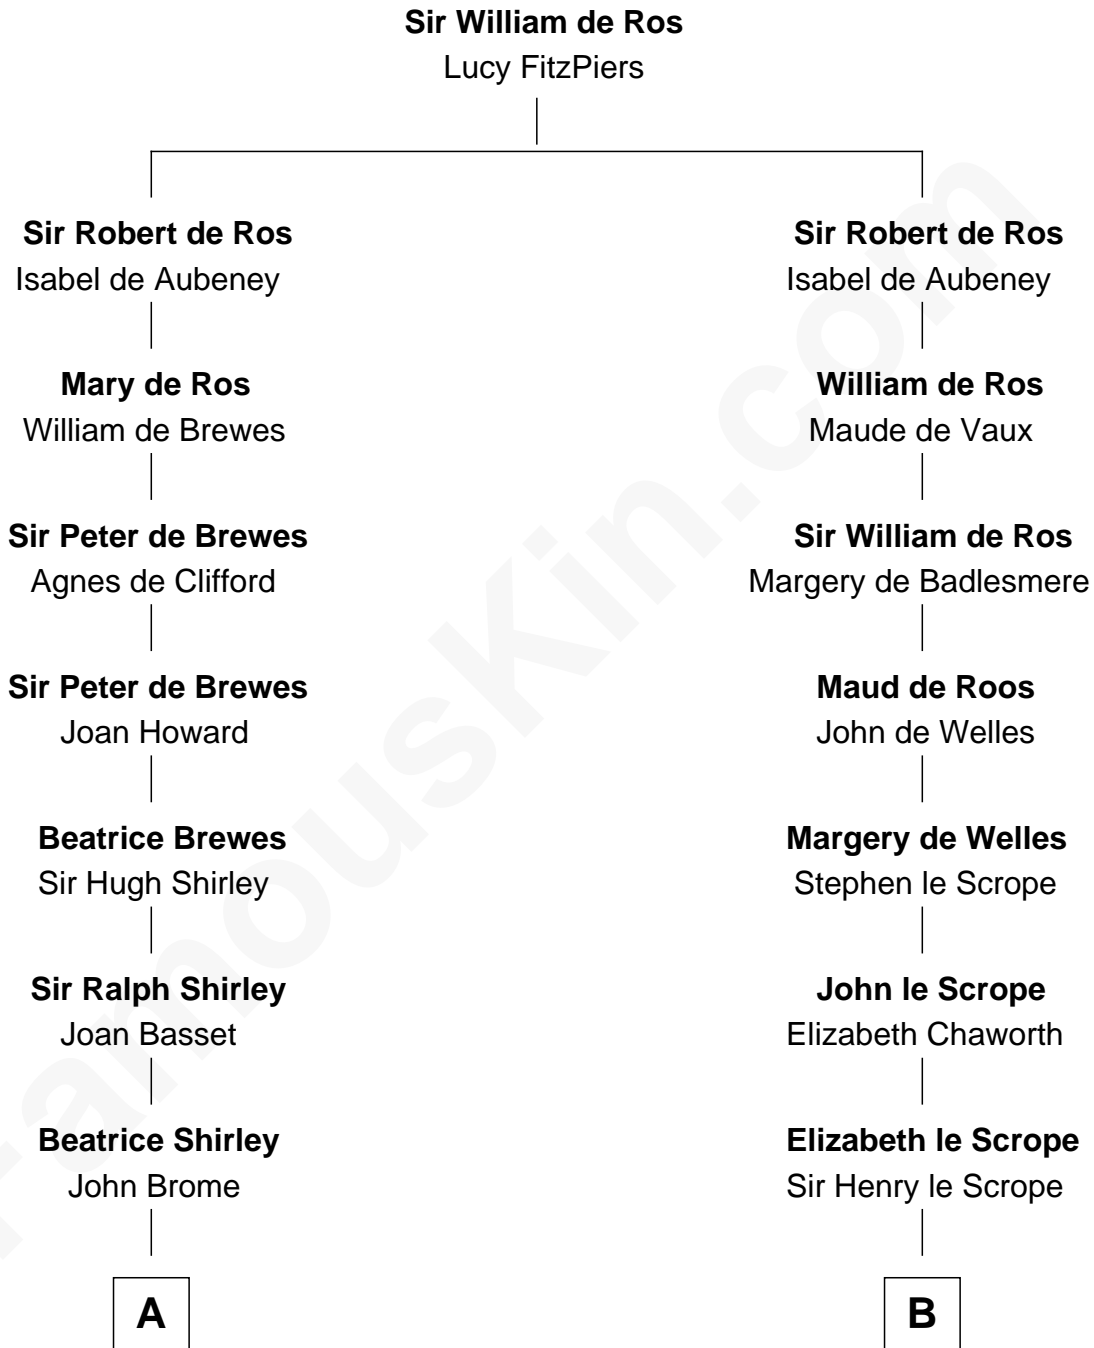 Sir William de Ros
Lucy FitzPiers
Sir Robert de Ros
Isabel de Aubeney
Sir Robert de Ros
Isabel de Aubeney
Mary de Ros
William de Brewes
William de Ros
Maude de Vaux
Sir Peter de Brewes
Agnes de Clifford
Sir William de Ros
Margery de Badlesmere
Sir Peter de Brewes
Joan Howard
Maud de Roos
John de Welles
Beatrice Brewes
Sir Hugh Shirley
Margery de Welles
Stephen le Scrope
Sir Ralph Shirley
Joan Basset
John le Scrope
Elizabeth Chaworth
Beatrice Shirley
John Brome
Elizabeth le Scrope
Sir Henry le Scrope
A
B
FamousKin.com